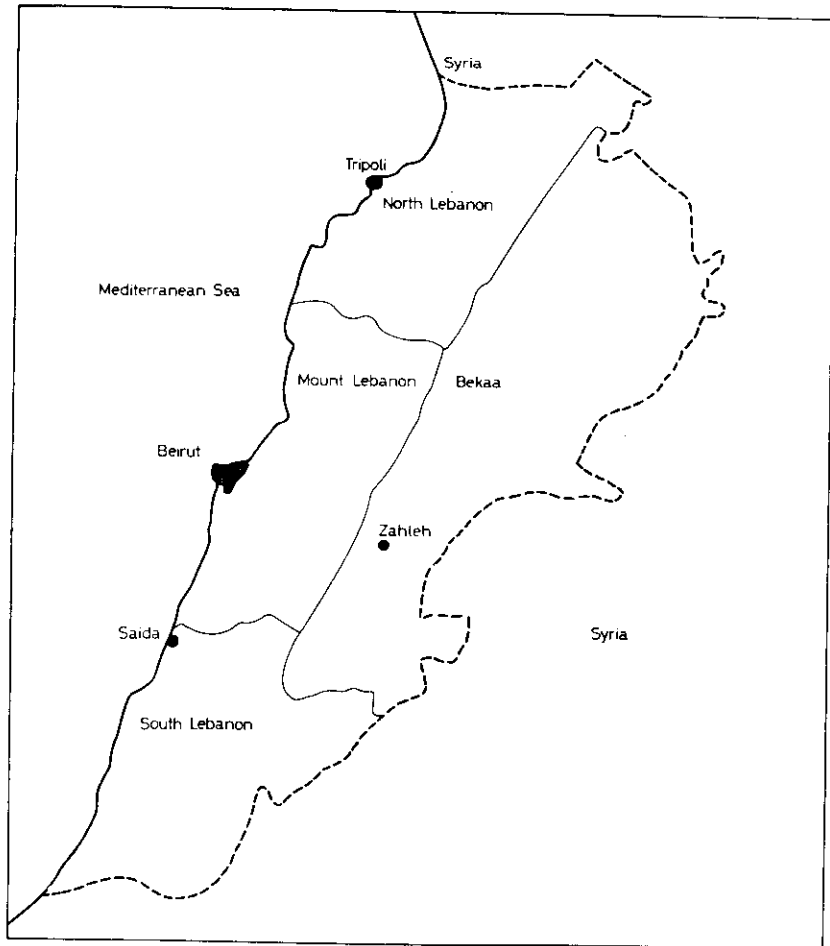 Syria
Tripoli
North Lebanon
Mediterranean Sea
Mount Lebanon
Bekaa
Beirut
Zahleh
Saida
Syria
South Lebanon